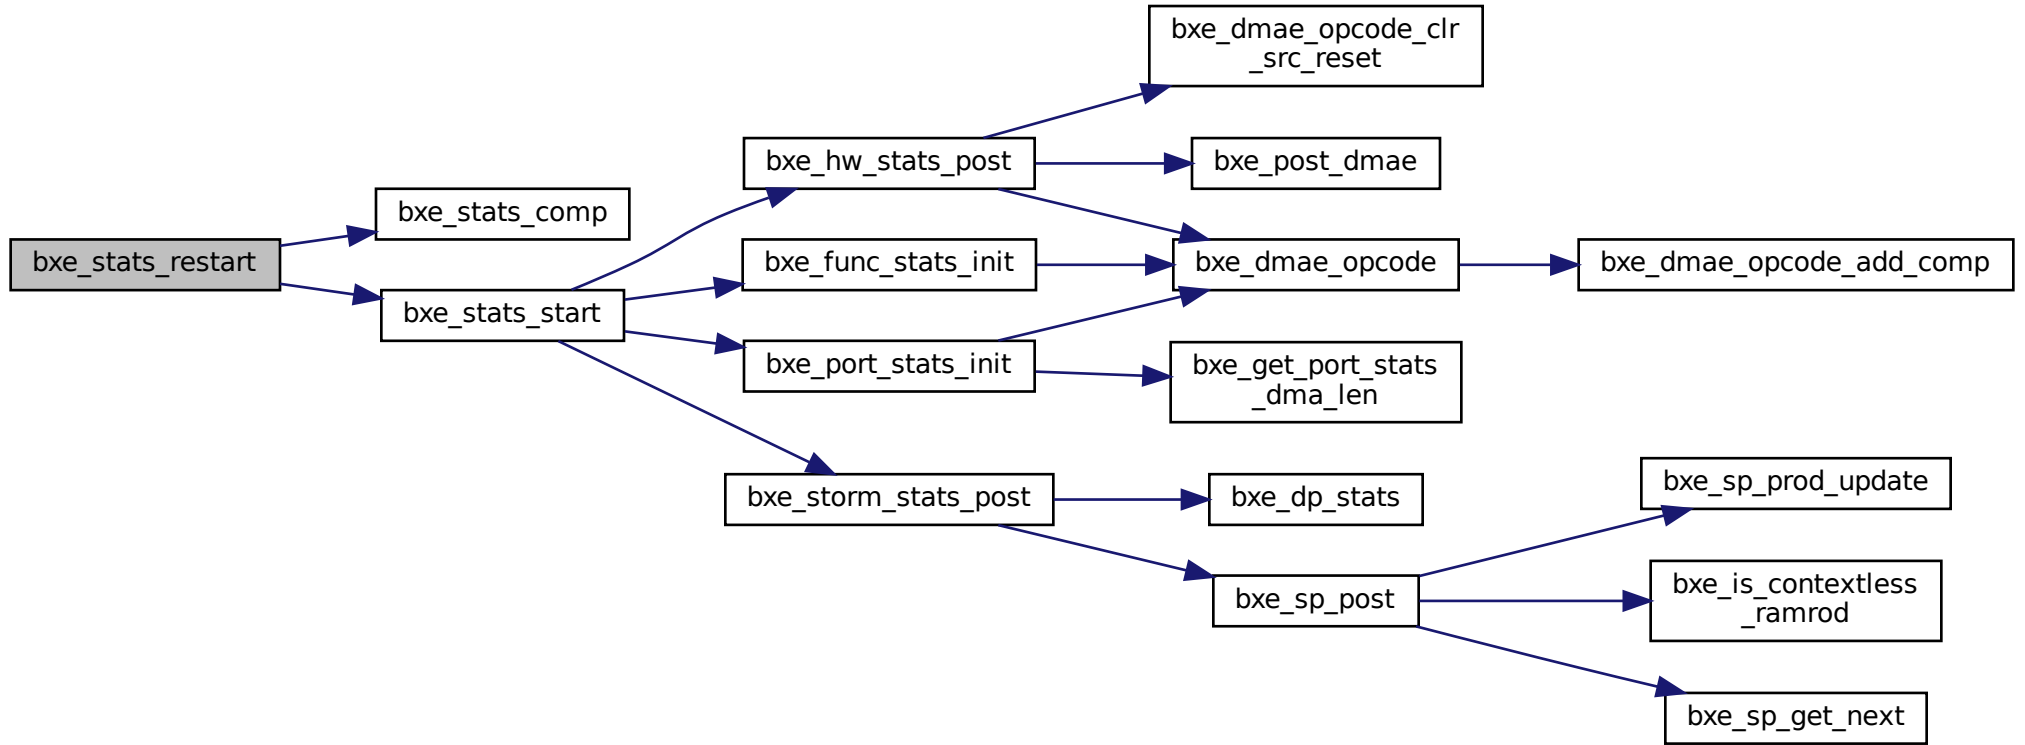 bxe_stats_restart
bxe_stats_comp
bxe_stats_start
bxe_hw_stats_post
bxe_func_stats_init
bxe_port_stats_init
bxe_storm_stats_post
bxe_dmae_opcode_clr
_src_reset
bxe_post_dmae
bxe_dmae_opcode
bxe_get_port_stats
_dma_len
bxe_dp_stats
bxe_sp_post
bxe_dmae_opcode_add_comp
bxe_sp_prod_update
bxe_is_contextless
_ramrod
bxe_sp_get_next